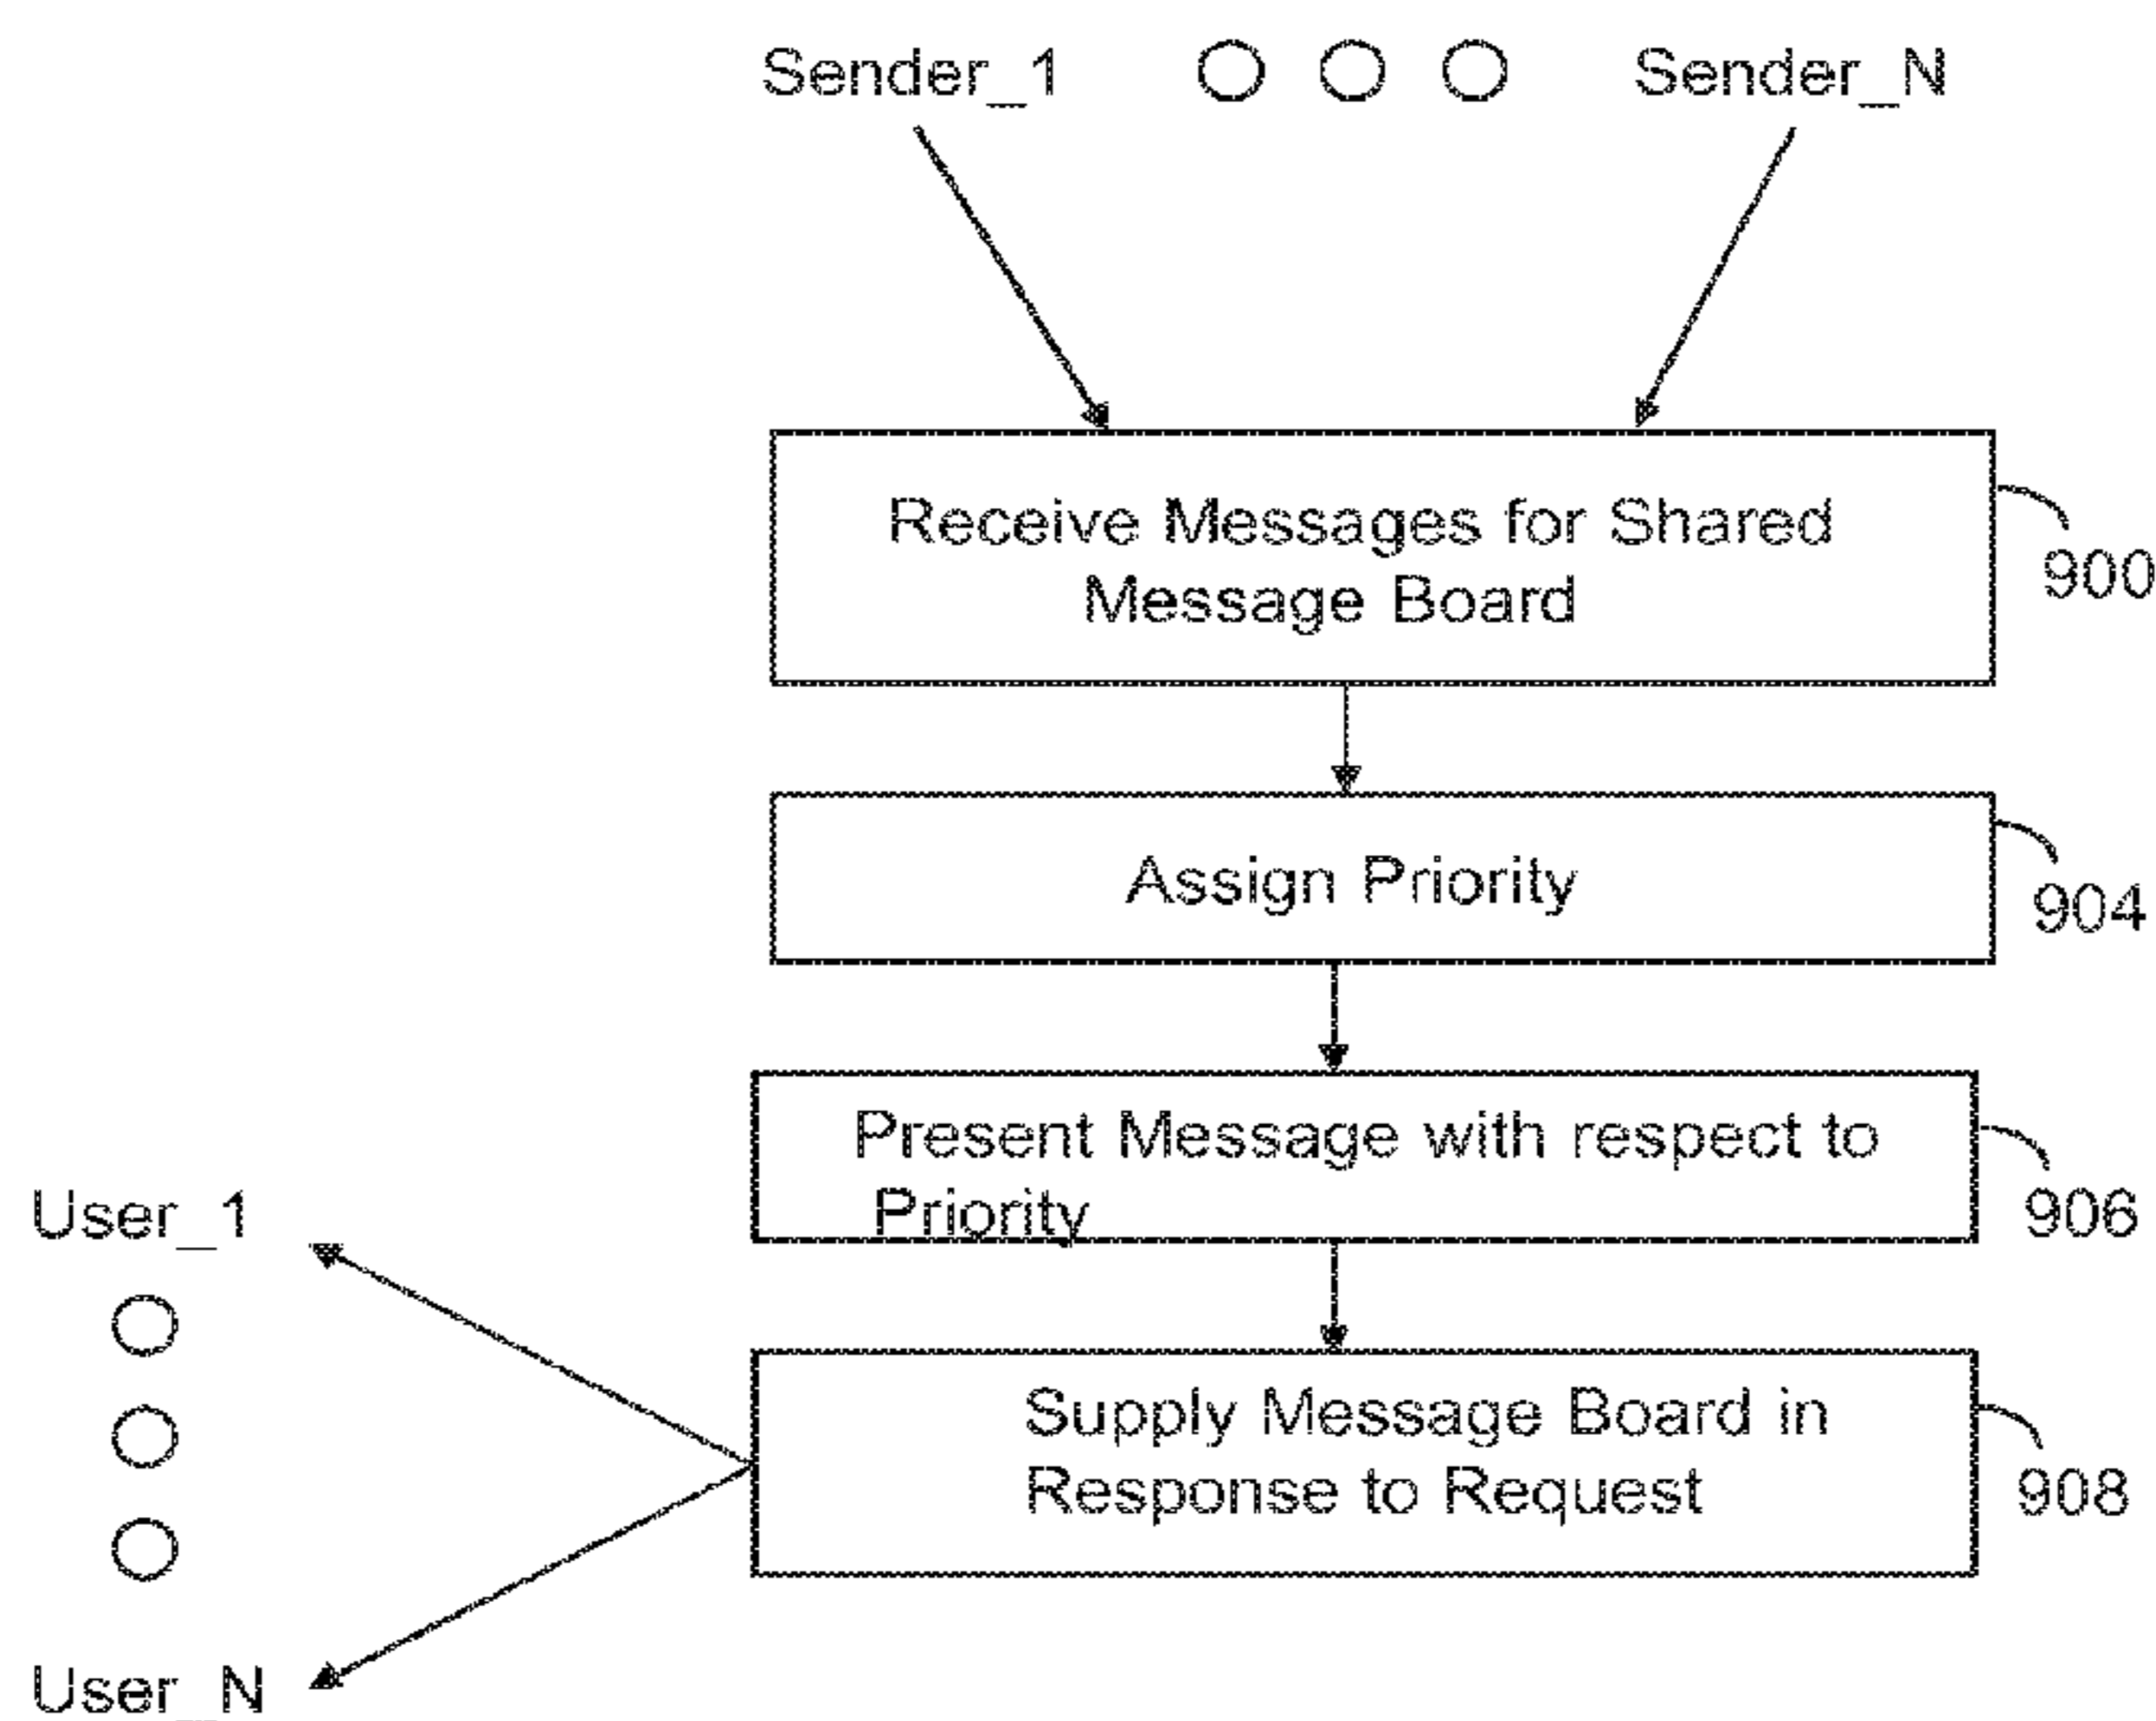 Sender_1
Sender_N
Receive Messages for Shared
Message Board
900
Assign Priority
904
Present Message with respect to
Priority
906
User_1
Supply Message Board in
Response to Request
908
User_N